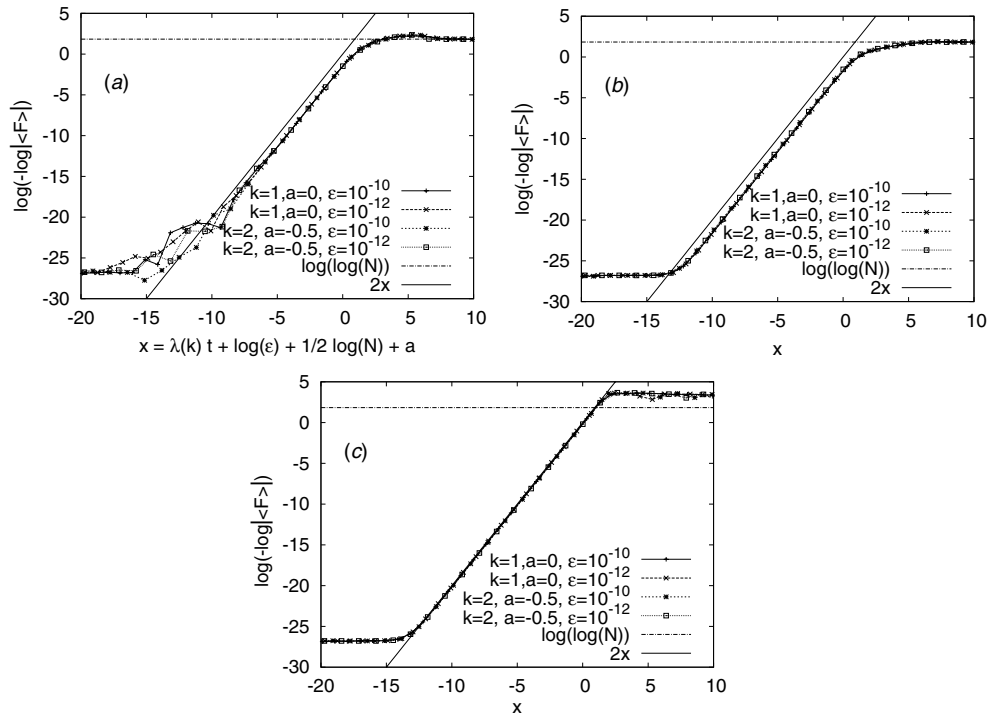 5
0
-5
-10
-15
-20
-25
-30
log(-log|<F>|)
(a)
k=1,a=0, ε=10^-10
k=1,a=0, ε=10^-12
k=2, a=-0.5, ε=10^-10
k=2, a=-0.5, ε=10^-12
log(log(N))
2x
-20 -15 -10 -5 0 5 10
x = λ(k) t + log(ε) + 1/2 log(N) + a
5
0
-5
-10
-15
-20
-25
-30
log(-log|<F>|)
(b)
k=1,a=0, ε=10^-10
k=1,a=0, ε=10^-12
k=2, a=-0.5, ε=10^-10
k=2, a=-0.5, ε=10^-12
log(log(N))
2x
-20 -15 -10 -5 0 5 10
x
5
0
-5
-10
-15
-20
-25
-30
log(-log|<F>|)
(c)
k=1,a=0, ε=10^-10
k=1,a=0, ε=10^-12
k=2, a=-0.5, ε=10^-10
k=2, a=-0.5, ε=10^-12
log(log(N))
2x
-20 -15 -10 -5 0 5 10
x